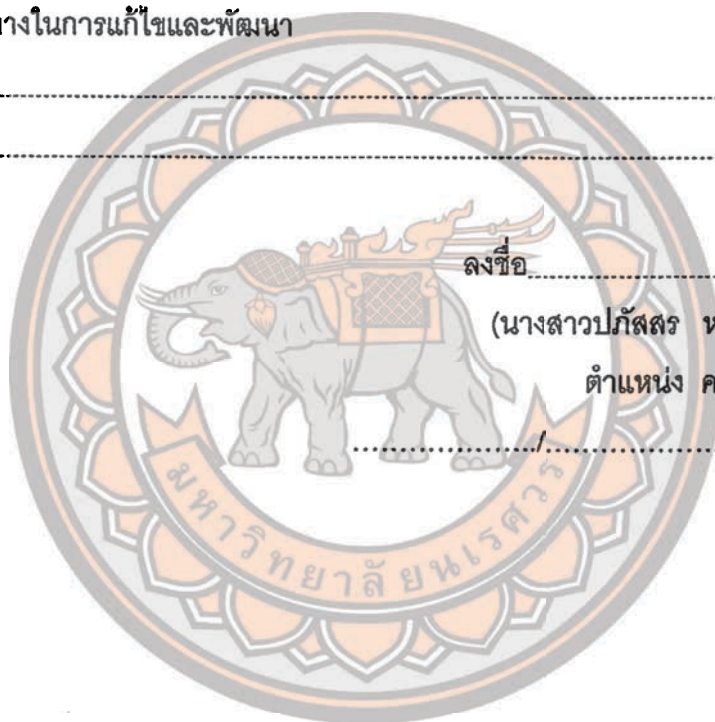 างในการแก้ไขและพัฒนา
ลงชื่อ
(นางสาวปภัสสร ห
ตำแหน่ง ค
/
มหาวิทยาลัยนเรศวร